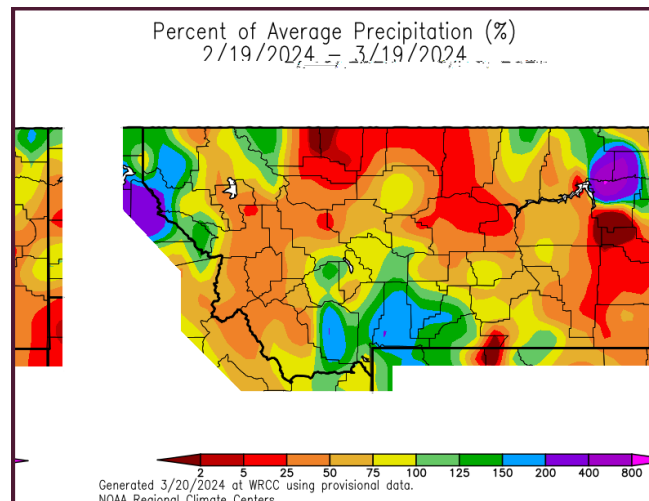 Percent of Average Precipitation (%)
2/19/2024 – 3/19/2024
2 5 25 50 75 100 125 150 200 400 800
Generated 3/20/2024 at WRCC using provisional data.
NOAA Regional Climate Centers